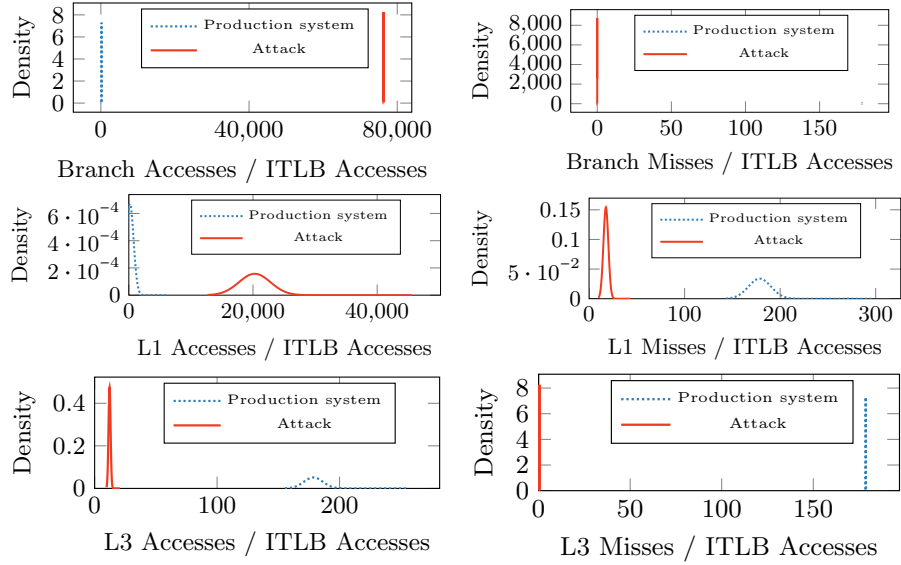 Density
8
6
4
2
0
Production system
Attack
0
40,000
80,000
Branch Accesses / ITLB Accesses
Density
8,000
6,000
4,000
2,000
0
Production system
Attack
0
50
100
150
Branch Misses / ITLB Accesses
Density
6 · 10⁻⁴
4 · 10⁻⁴
2 · 10⁻⁴
0
Production system
Attack
0
20,000
40,000
L1 Accesses / ITLB Accesses
Density
0.15
0.1
5 · 10⁻²
0
Production system
Attack
0
100
200
300
L1 Misses / ITLB Accesses
Density
0.4
0.2
0
Production system
Attack
0
100
200
L3 Accesses / ITLB Accesses
Density
8
6
4
2
0
Production system
Attack
0
50
100
150
L3 Misses / ITLB Accesses